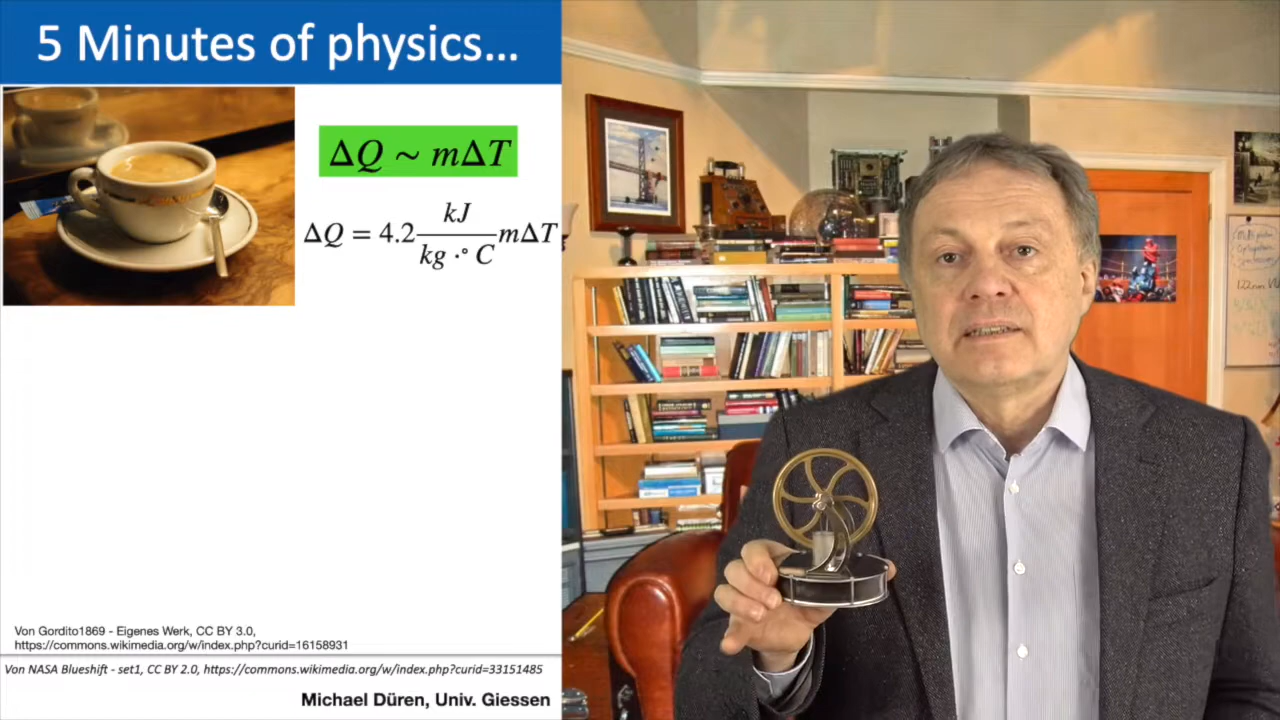 5 Minutes of physics...
ΔQ ~ mΔT
ΔQ = 4.2 kJ/kg·°C mΔT
Von Gordito1869 - Eigenes Werk, CC BY 3.0,
https://commons.wikimedia.org/w/index.php?curid=16158931
Von NASA Blueshift - set1, CC BY 2.0, https://commons.wikimedia.org/w/index.php?curid=33151485
Michael Düren, Univ. Giessen